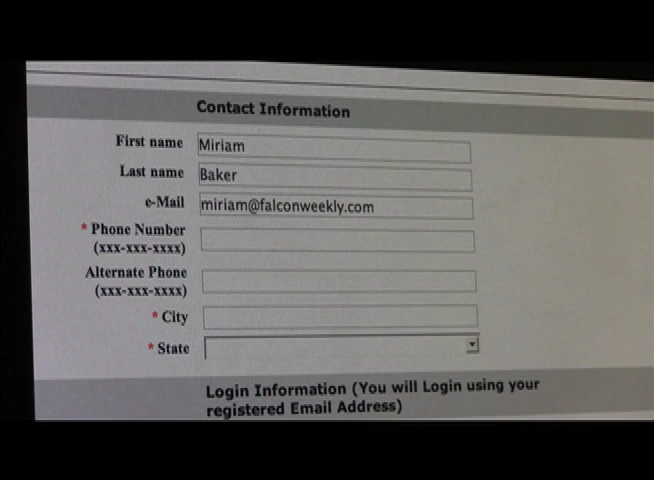 Contact Information
First name Miriam
Last name Baker
e-Mail miriam@falconweekly.com
* Phone Number
(xxx-xxx-xxxx)
Alternate Phone
(xxx-xxx-xxxx)
* City
* State
Login Information (You will Login using your
registered Email Address)